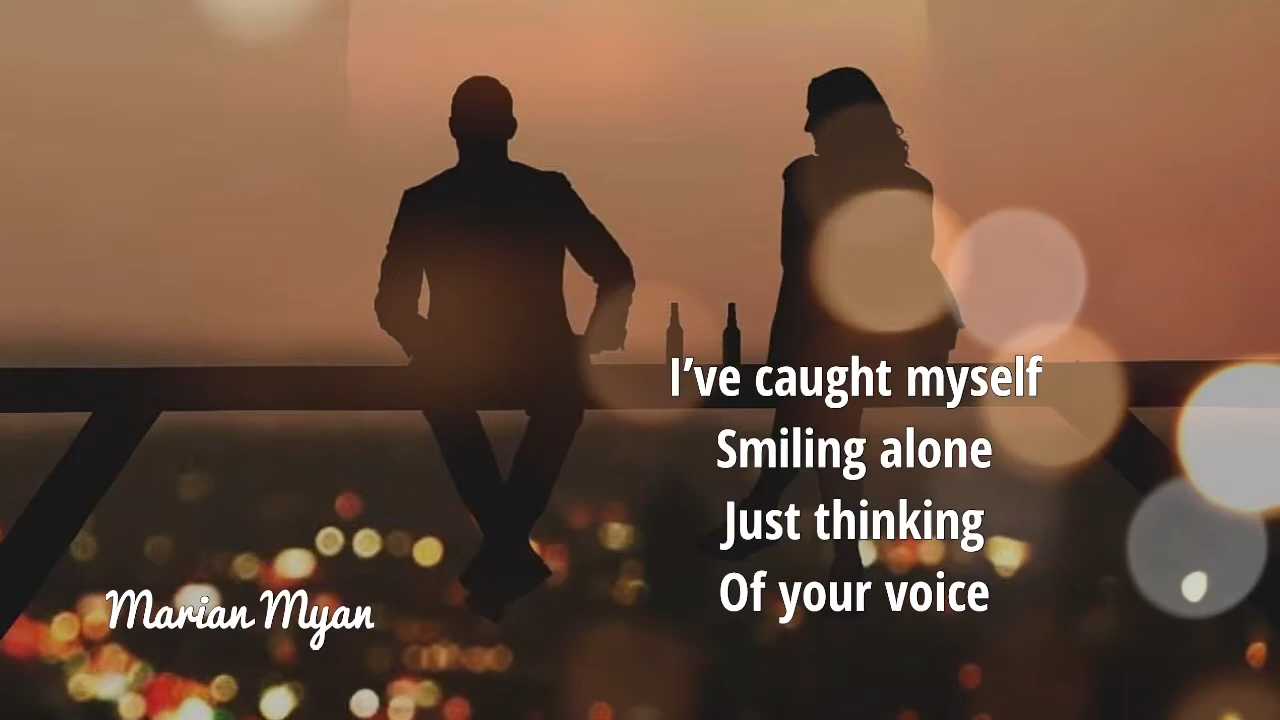 I’ve caught myself
Smiling alone
Just thinking
Of your voice
Marian Myan